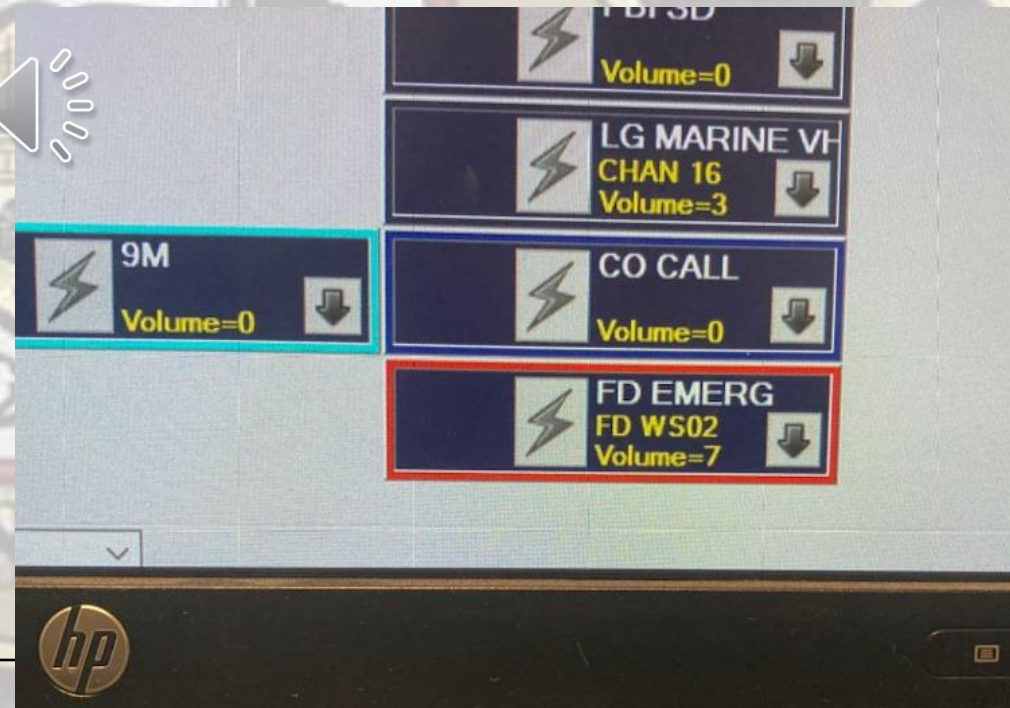 Volume=0
LG MARINE VH
CHAN 16
Volume=3
9M
Volume=0
CO CALL
Volume=0
FD EMERG
FD WS02
Volume=7
hp